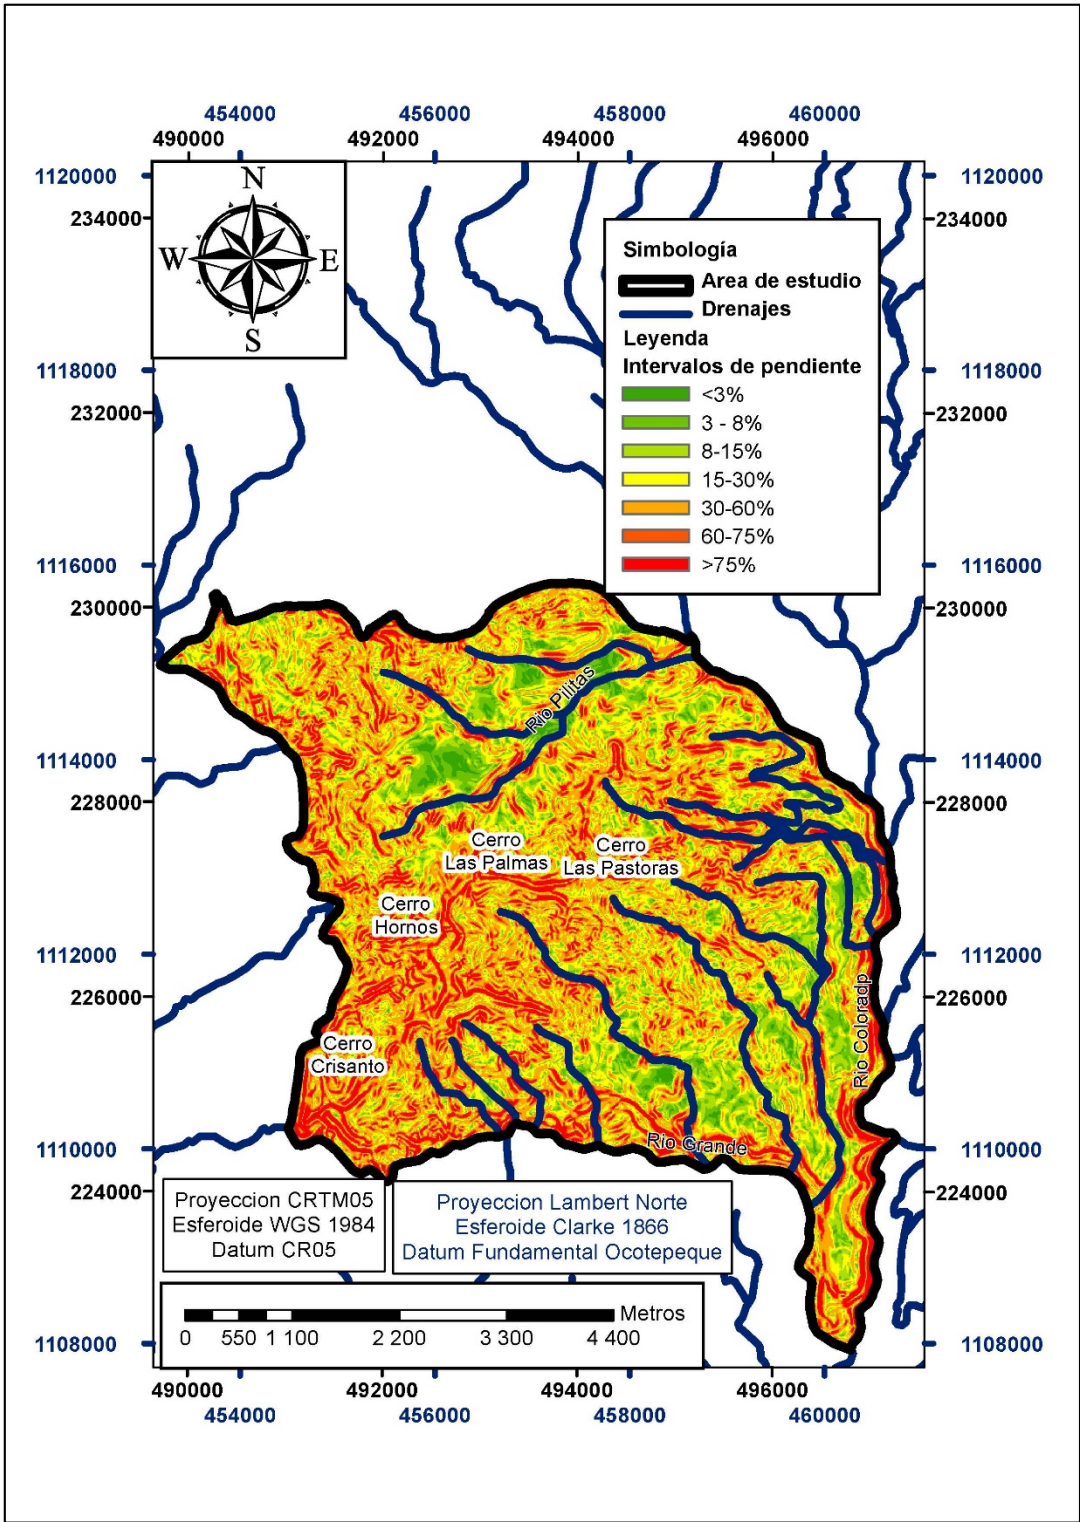 454000 456000 458000 460000
490000 492000 494000 496000
1120000 1120000
234000 234000
N
W E
S
Simbología
Area de estudio
Drenajes
Leyenda
Intervalos de pendiente
<3%
3 - 8%
8-15%
15-30%
30-60%
60-75%
>75%
1118000 1118000
232000 232000
1116000 1116000
230000 230000
Rio Pilitas
1114000 1114000
228000 228000
Cerro
Las Palmas
Cerro
Las Pastoras
Cerro
Hornos
1112000 1112000
226000 226000
Rio Coloradp
Cerro
Crisanto
1110000 1110000
Rio Grande
224000 224000
Proyeccion CRTM05
Esferoide WGS 1984
Datum CR05
Proyeccion Lambert Norte
Esferoide Clarke 1866
Datum Fundamental Ocotepeque
Metros
0 550 1 100 2 200 3 300 4 400
1108000 1108000
490000 492000 494000 496000
454000 456000 458000 460000